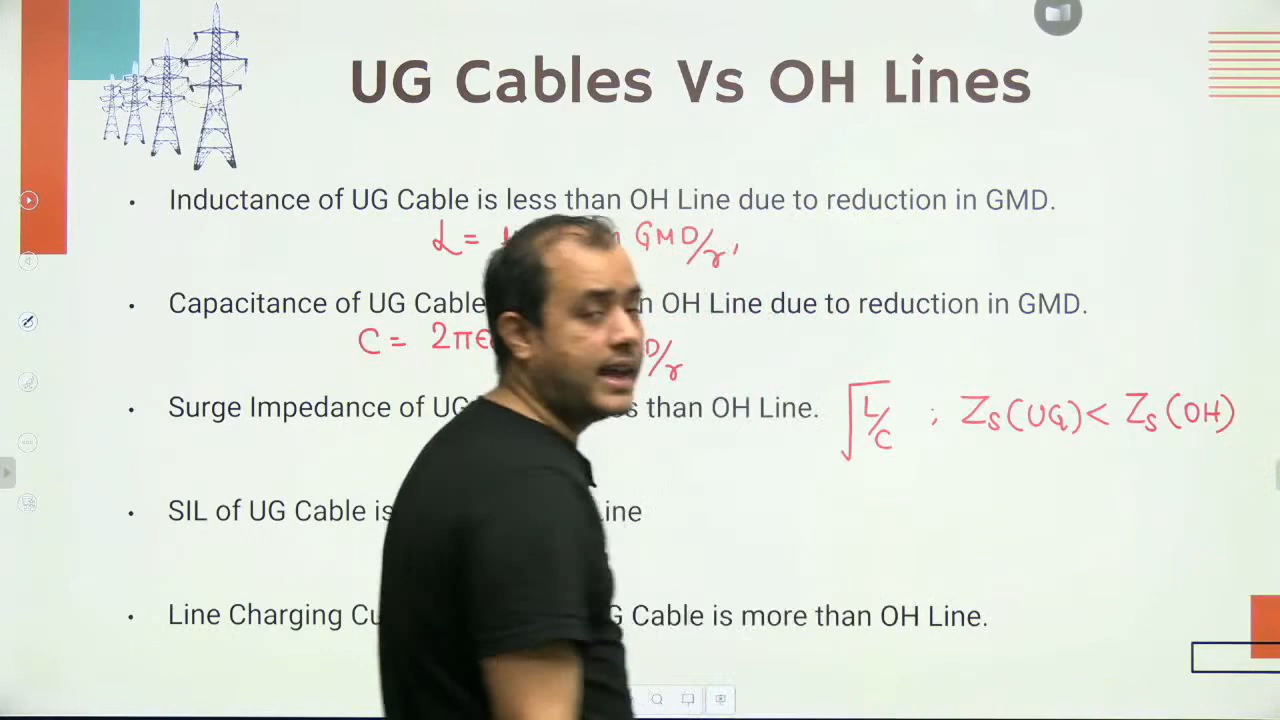 UG Cables Vs OH Lines
• Inductance of UG Cable is less than OH Line due to reduction in GMD.
L = GMD/r'
• Capacitance of UG Cable OH Line due to reduction in GMD.
C = 2πε D/r
• Surge Impedance of UG than OH Line. √L/C ; Zs(UG) < Zs(OH)
• SIL of UG Cable is
• Line Charging Cable is more than OH Line.